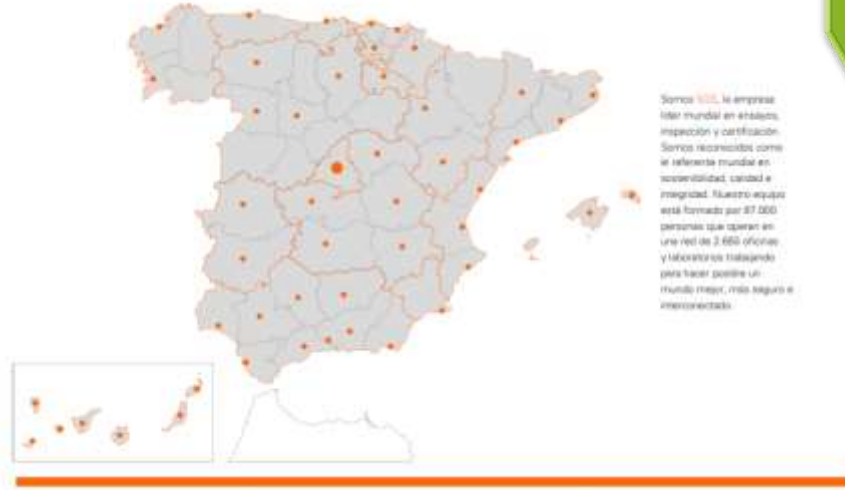 Somos SGS, la empresa
líder mundial en ensayos,
inspección y certificación.
Somos reconocidos como
el referente mundial en
sostenibilidad, calidad e
integridad. Nuestro equipo
está formado por 97.000
personas que operan en
una red de 2.650 oficinas
y laboratorios trabajando
para hacer posible un
mundo mejor, más seguro e
interconectado.